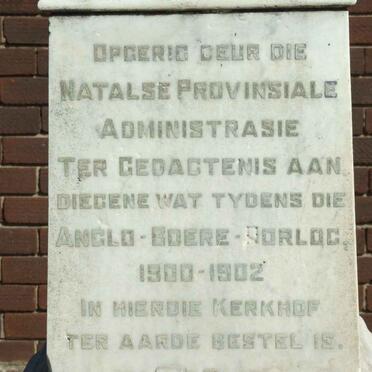 OPGERIG DEUR DIE
NATALSE PROVINSIALE
ADMINISTRASIE
TER GEDAGTENIS AAN
DIEGENE WAT TYDENS DIE
ANGLO-BOERE-OORLOG
1900-1902
IN HIERDIE KERKHOF
TER AARDE BESTEL IS.